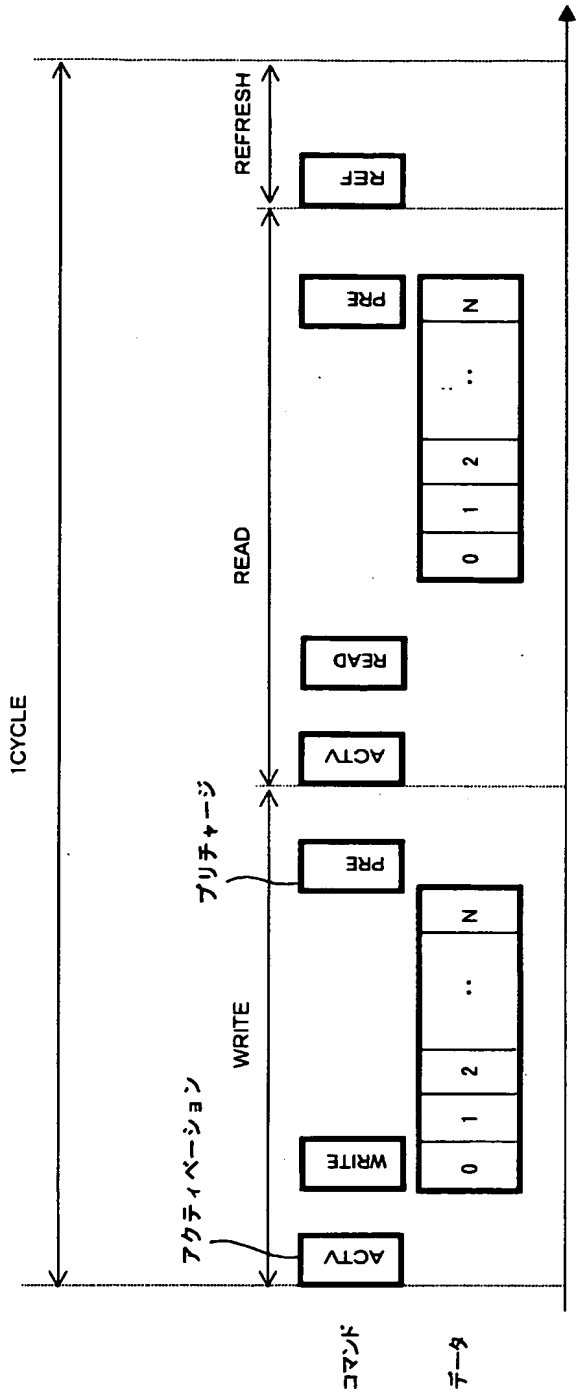 1CYCLE
WRITE
READ
REFRESH
アクティベーション
プリチャージ
コマンド
ACTV
WRITE
PRE
ACTV
READ
PRE
REF
データ
0 1 2 ‥ N
0 1 2 ‥ N